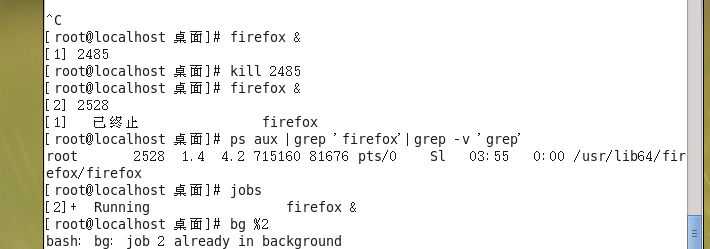 ^C
[root@localhost 桌面]# firefox &
[1] 2485
[root@localhost 桌面]# kill 2485
[root@localhost 桌面]# firefox &
[2] 2528
[1]   已终止                  firefox
[root@localhost 桌面]# ps aux |grep 'firefox'|grep -v 'grep'
root      2528  1.4  4.2 715160 81676 pts/0    Sl   03:55   0:00 /usr/lib64/fir
efox/firefox
[root@localhost 桌面]# jobs
[2]+  Running                 firefox &
[root@localhost 桌面]# bg %2
bash: bg: job 2 already in background